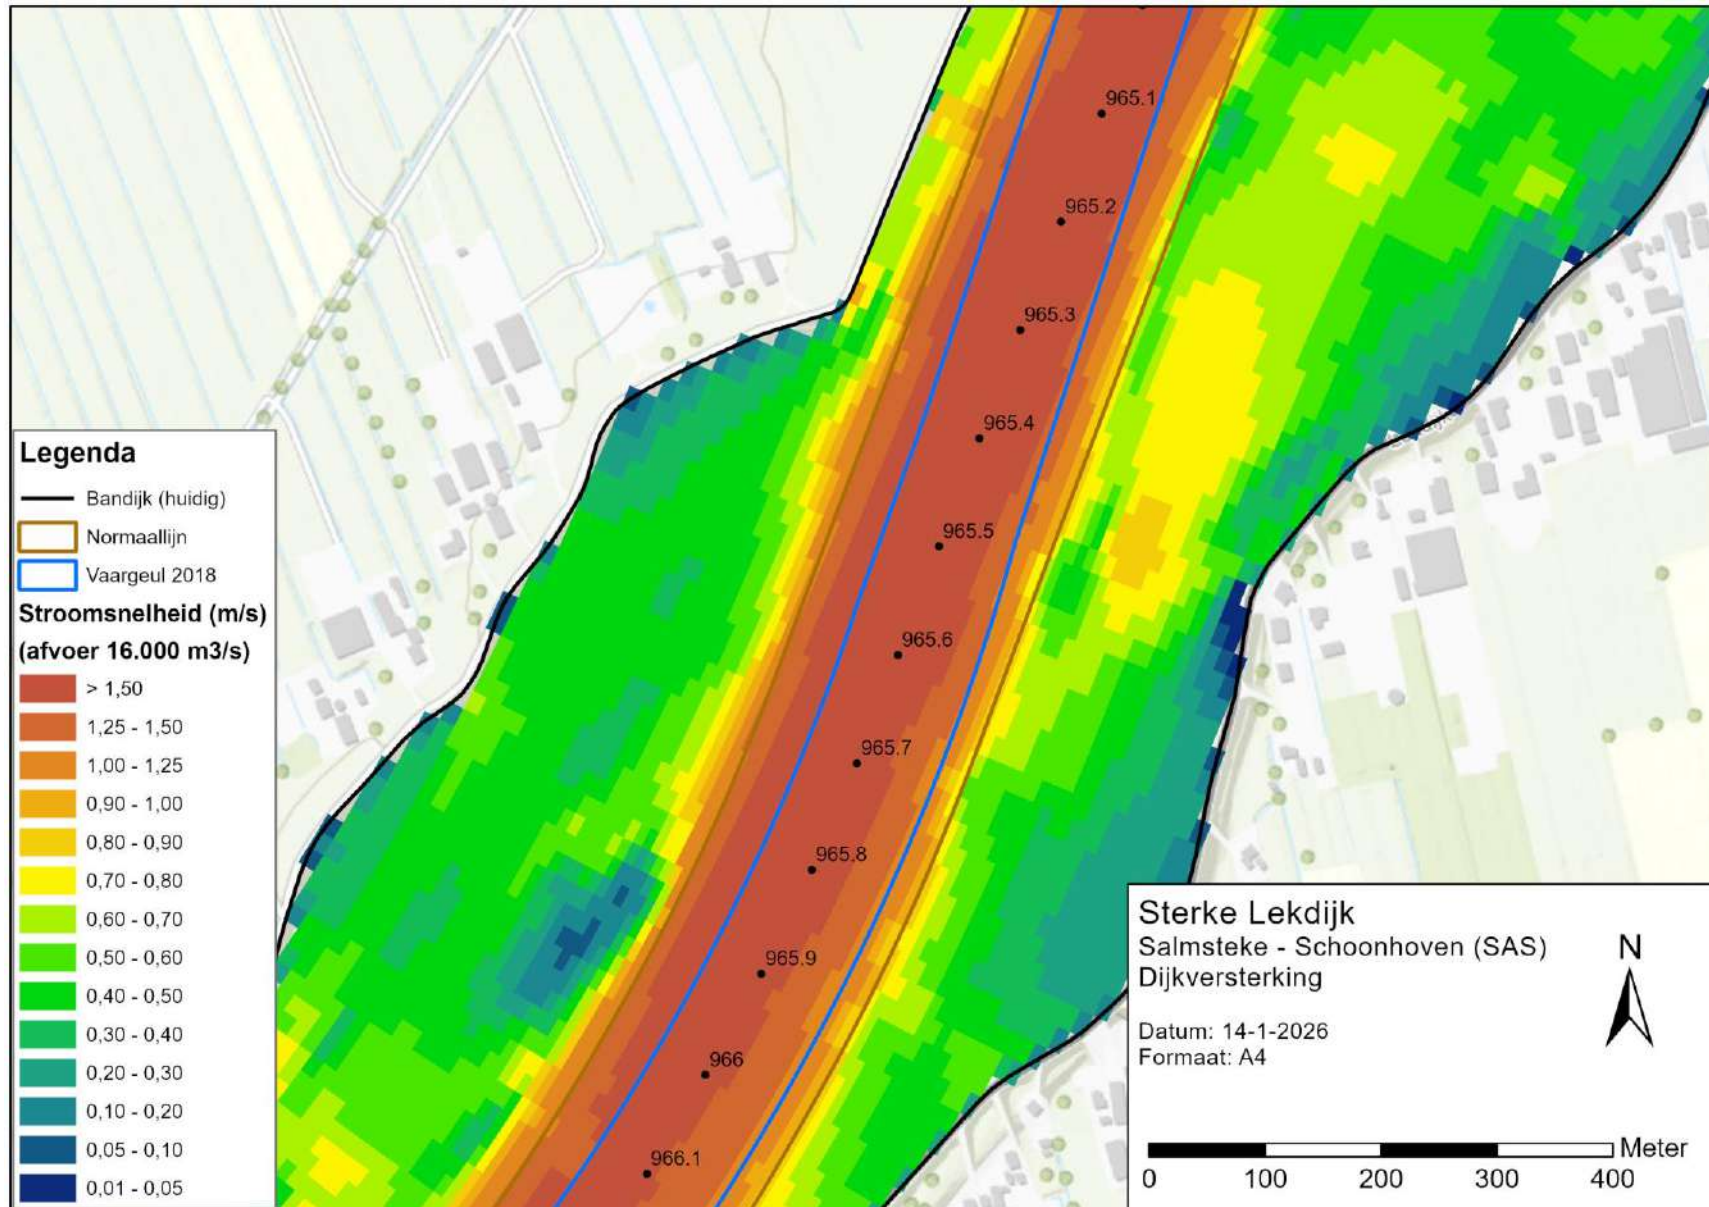 965.1
965.2
965.3
965.4
965.5
965.6
965.7
965.8
965.9
966
966.1
Legenda
Bandijk (huidig)
Normaallijn
Vaargeul 2018
Stroomsnelheid (m/s)
(afvoer 16.000 m3/s)
> 1,50
1,25 - 1,50
1,00 - 1,25
0,90 - 1,00
0,80 - 0,90
0,70 - 0,80
0,60 - 0,70
0,50 - 0,60
0,40 - 0,50
0,30 - 0,40
0,20 - 0,30
0,10 - 0,20
0,05 - 0,10
0,01 - 0,05
Sterke Lekdijk
Salmsteke - Schoonhoven (SAS)
Dijkversterking
Datum: 14-1-2026
Formaat: A4
N
Meter
0 100 200 300 400